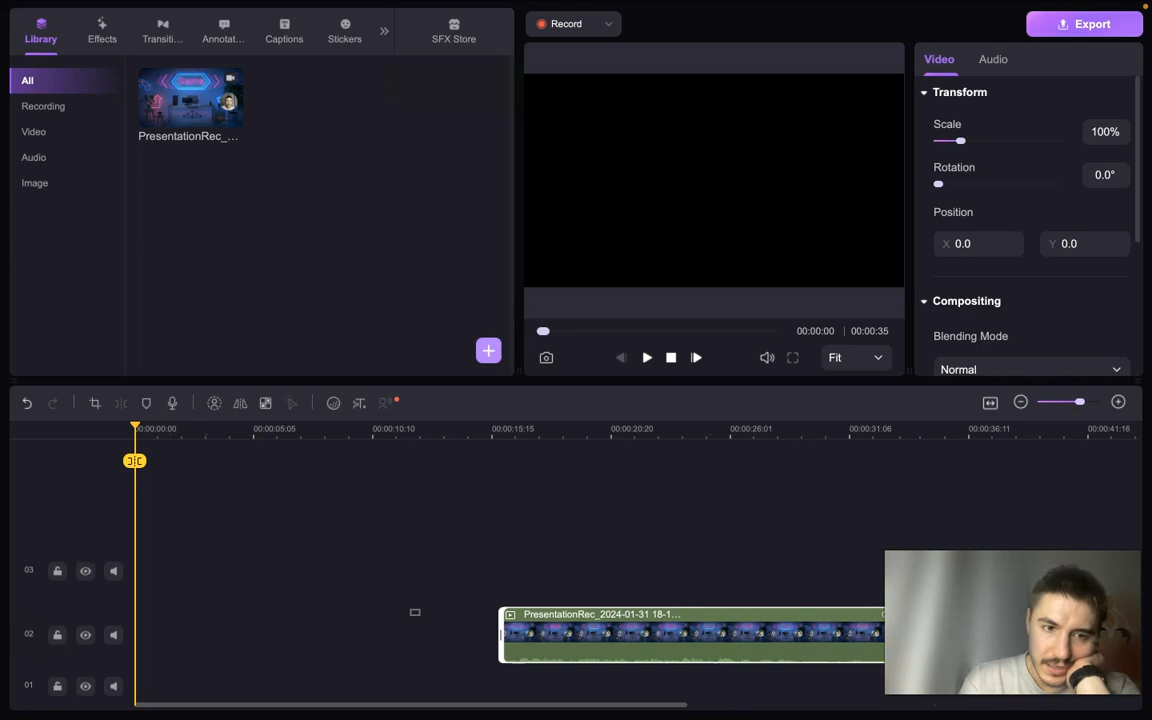 Library
Effects
Transiti...
Annotat...
Captions
Stickers
SFX Store
Record
Export
All
Recording
Video
Audio
Image
PresentationRec_...
Video
Audio
Transform
Scale
100%
Rotation
0.0°
Position
X 0.0
Y 0.0
Compositing
Blending Mode
Normal
00:00:00 | 00:00:35
Fit
00:00:00:00
00:00:05:05
00:00:10:10
00:00:15:15
00:00:20:20
00:00:26:01
00:00:31:06
00:00:36:11
00:00:41:16
03
PresentationRec_2024-01-31 18-1...
02
01